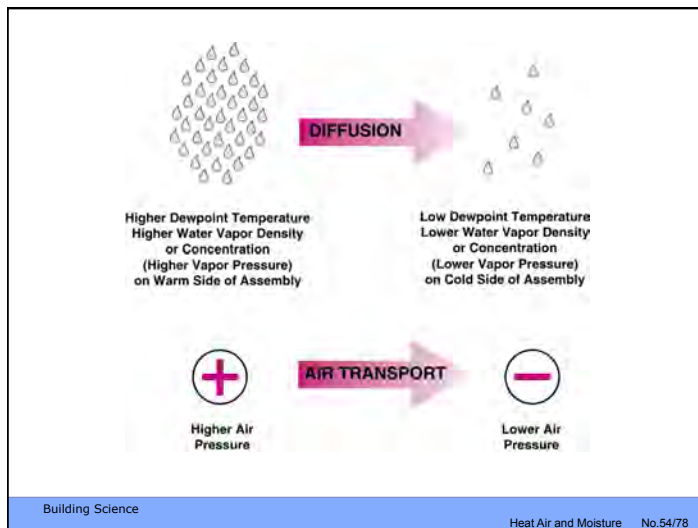 DIFFUSION
Higher Dewpoint Temperature
Higher Water Vapor Density
or Concentration
(Higher Vapor Pressure)
on Warm Side of Assembly
Low Dewpoint Temperature
Lower Water Vapor Density
or Concentration
(Lower Vapor Pressure)
on Cold Side of Assembly
AIR TRANSPORT
Higher Air
Pressure
Lower Air
Pressure
Building Science
Heat Air and Moisture No.54/78